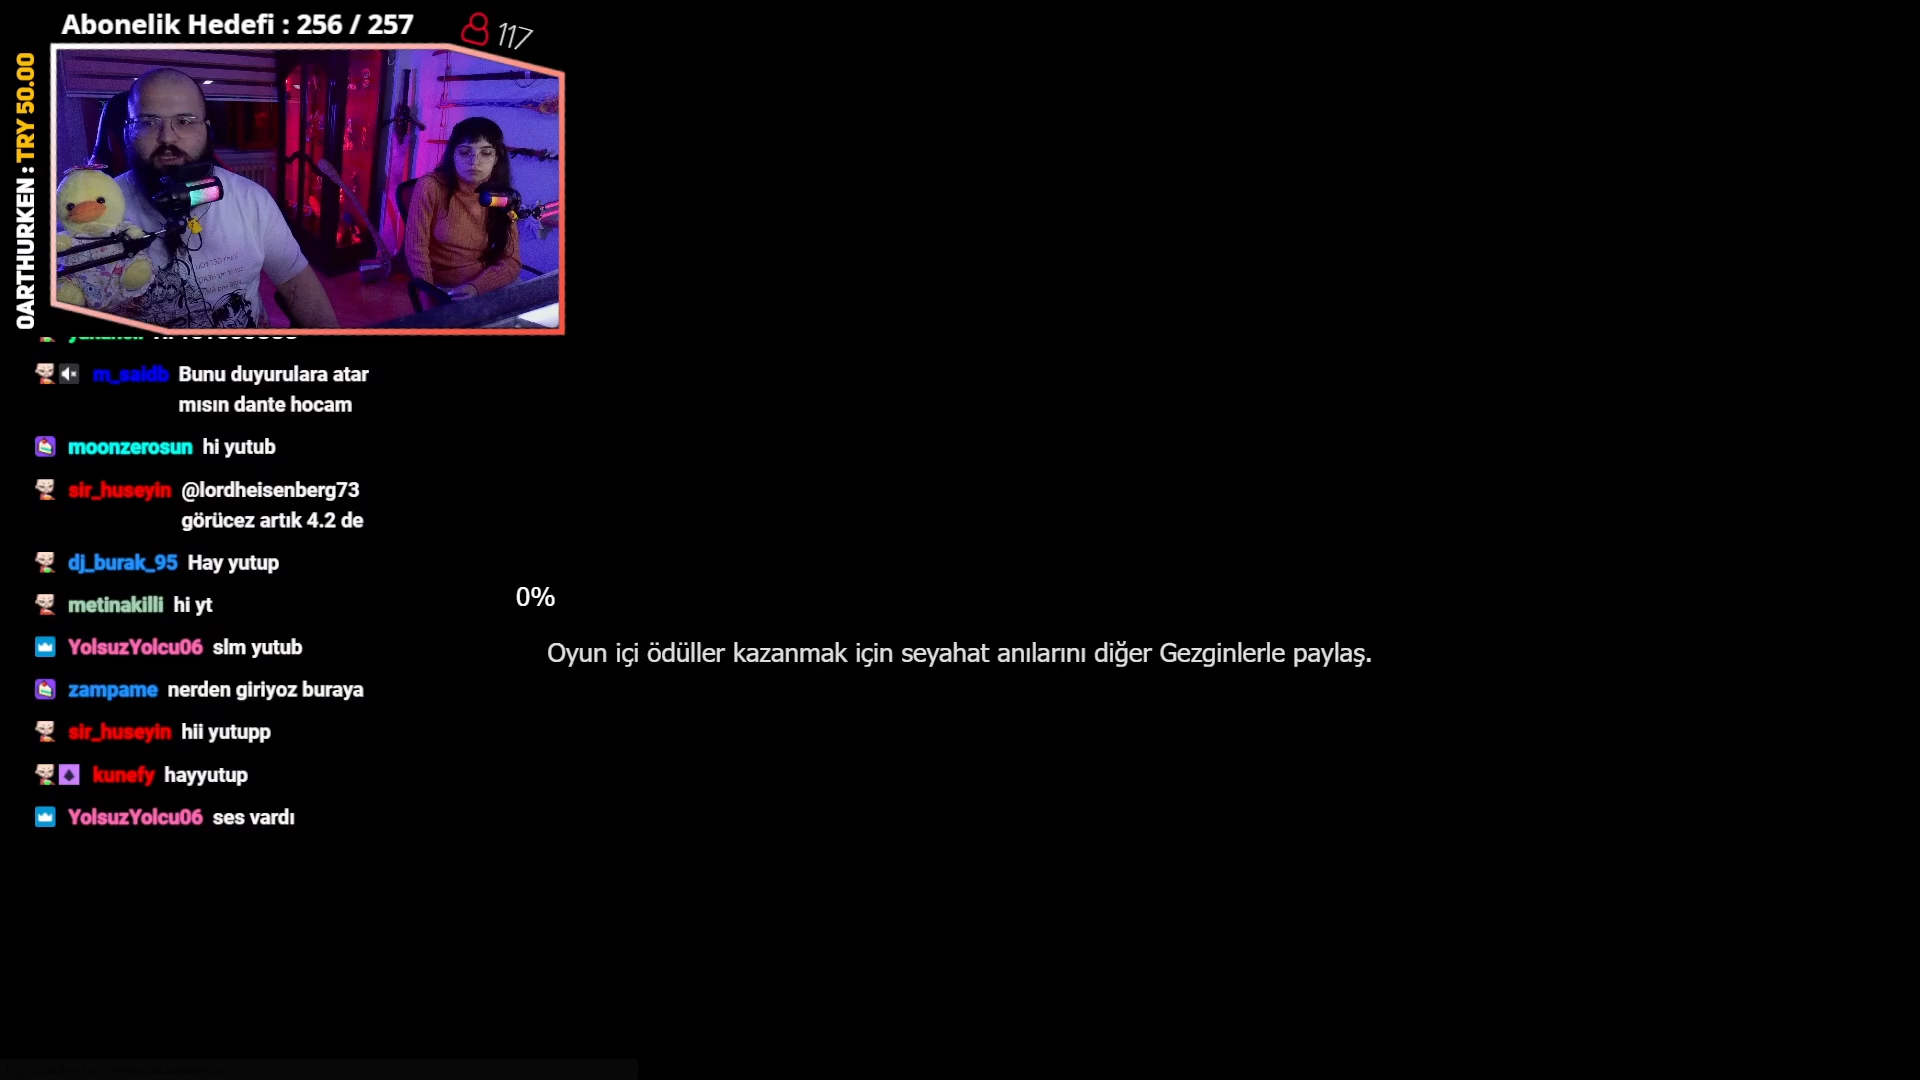 Abonelik Hedefi : 256 / 257
117
0ARTHURKEN : TRY 50.00
m_saidb Bunu duyurulara atar
mısın dante hocam
moonzerosun hi yutub
sir_huseyin @lordheisenberg73
görücez artık 4.2 de
dj_burak_95 Hay yutup
metinakilli hi yt
YolsuzYolcu06 slm yutub
zampame nerden giriyoz buraya
sir_huseyin hii yutupp
kunefy hayyutup
YolsuzYolcu06 ses vardı
0%
Oyun içi ödüller kazanmak için seyahat anılarını diğer Gezginlerle paylaş.